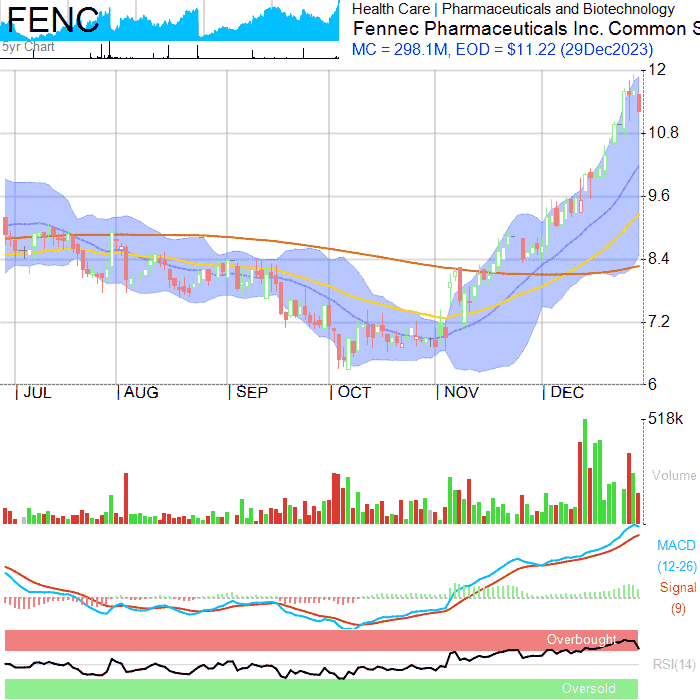 FENC
5yr Chart
Health Care | Pharmaceuticals and Biotechnology
Fennec Pharmaceuticals Inc. Common S
MC = 298.1M, EOD = $11.22 (29Dec2023)
12
10.8
9.6
8.4
7.2
6
JUL AUG SEP OCT NOV DEC
518k
Volume
MACD
(12-26)
Signal
(9)
Overbought
RSI(14)
Oversold